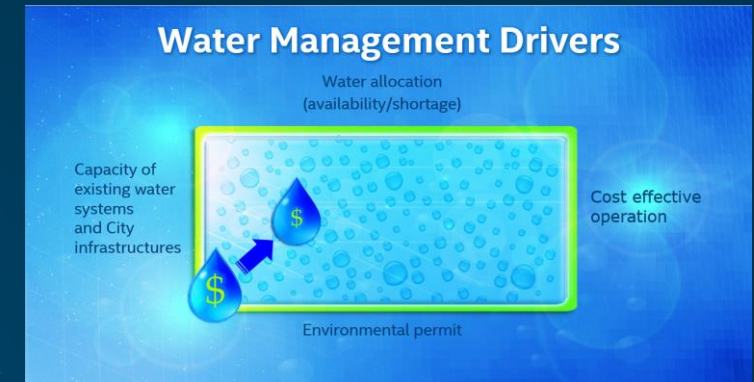 Water Management Drivers
Water allocation
(availability/shortage)
Capacity of
existing water
systems
and City
infrastructures
$
$
Cost effective
operation
Environmental permit